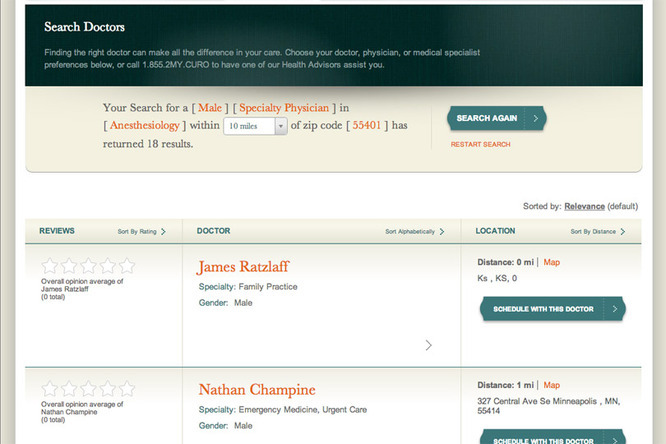 Search Doctors
Finding the right doctor can make all the difference in your care. Choose your doctor, physician, or medical specialist
preferences below, or call 1.855.2MY.CURO to have one of our Health Advisors assist you.
Your Search for a [ Male ] [ Specialty Physician ] in
[ Anesthesiology ] within 10 miles of zip code [ 55401 ] has
returned 18 results.
SEARCH AGAIN
RESTART SEARCH
Sorted by: Relevance (default)
REVIEWS Sort By Rating DOCTOR Sort Alphabetically LOCATION Sort By Distance
Overall opinion average of
James Ratzlaff
(0 total)
James Ratzlaff
Specialty: Family Practice
Gender: Male
Distance: 0 mi | Map
Ks , KS, 0
SCHEDULE WITH THIS DOCTOR
Overall opinion average of
Nathan Champine
(0 total)
Nathan Champine
Specialty: Emergency Medicine, Urgent Care
Gender: Male
Distance: 1 mi | Map
327 Central Ave Se Minneapolis , MN,
55414
SCHEDULE WITH THIS DOCTOR